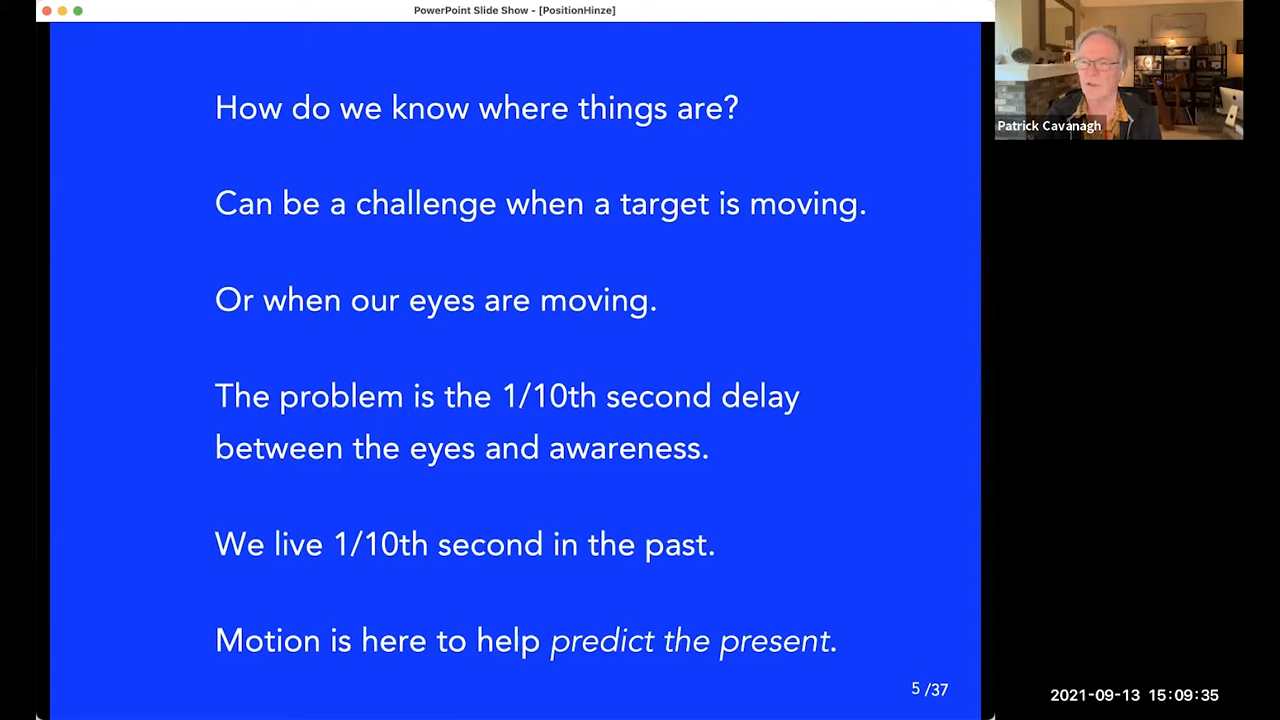 PowerPoint Slide Show - [PositionHinze]
How do we know where things are?
Can be a challenge when a target is moving.
Or when our eyes are moving.
The problem is the 1/10th second delay
between the eyes and awareness.
We live 1/10th second in the past.
Motion is here to help predict the present.
5 /37
Patrick Cavanagh
2021-09-13 15:09:35